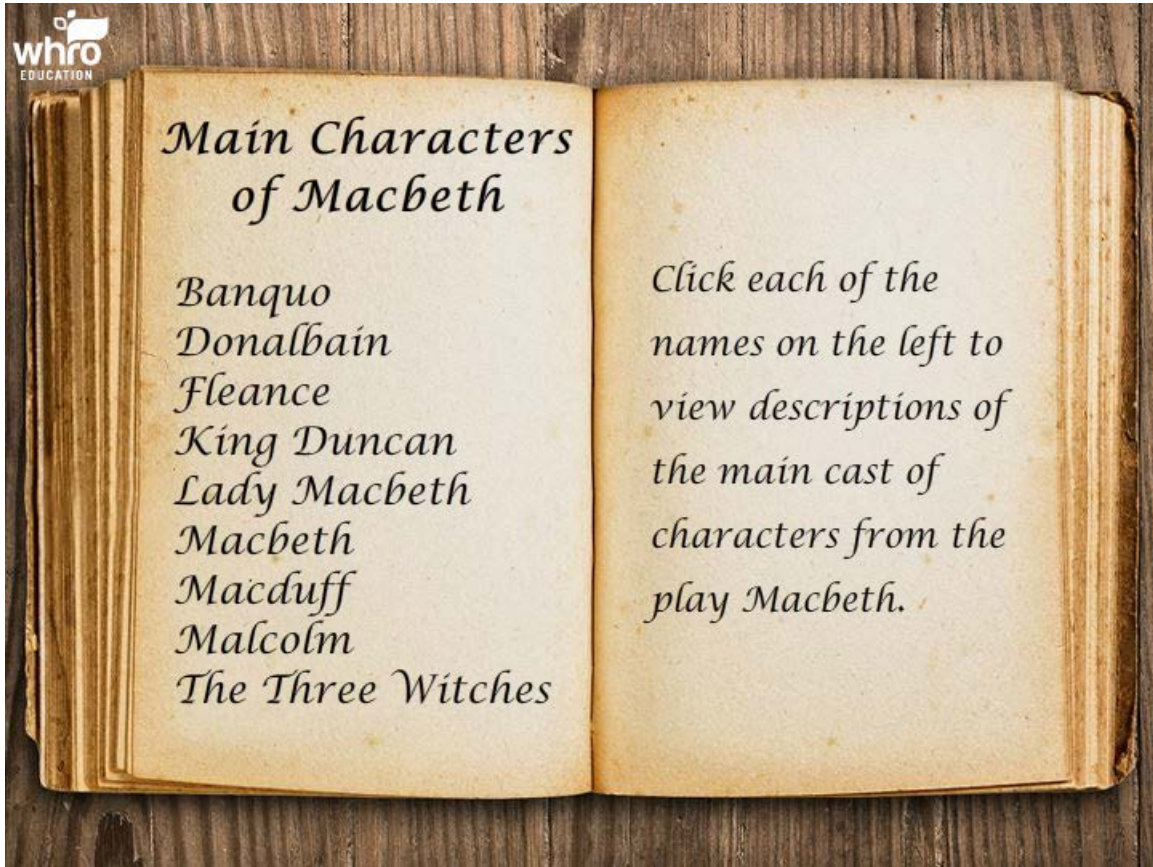 whro
EDUCATION
Main Characters
of Macbeth
Banquo
Donalbain
Fleance
King Duncan
Lady Macbeth
Macbeth
Macduff
Malcolm
The Three Witches
Click each of the
names on the left to
view descriptions of
the main cast of
characters from the
play Macbeth.